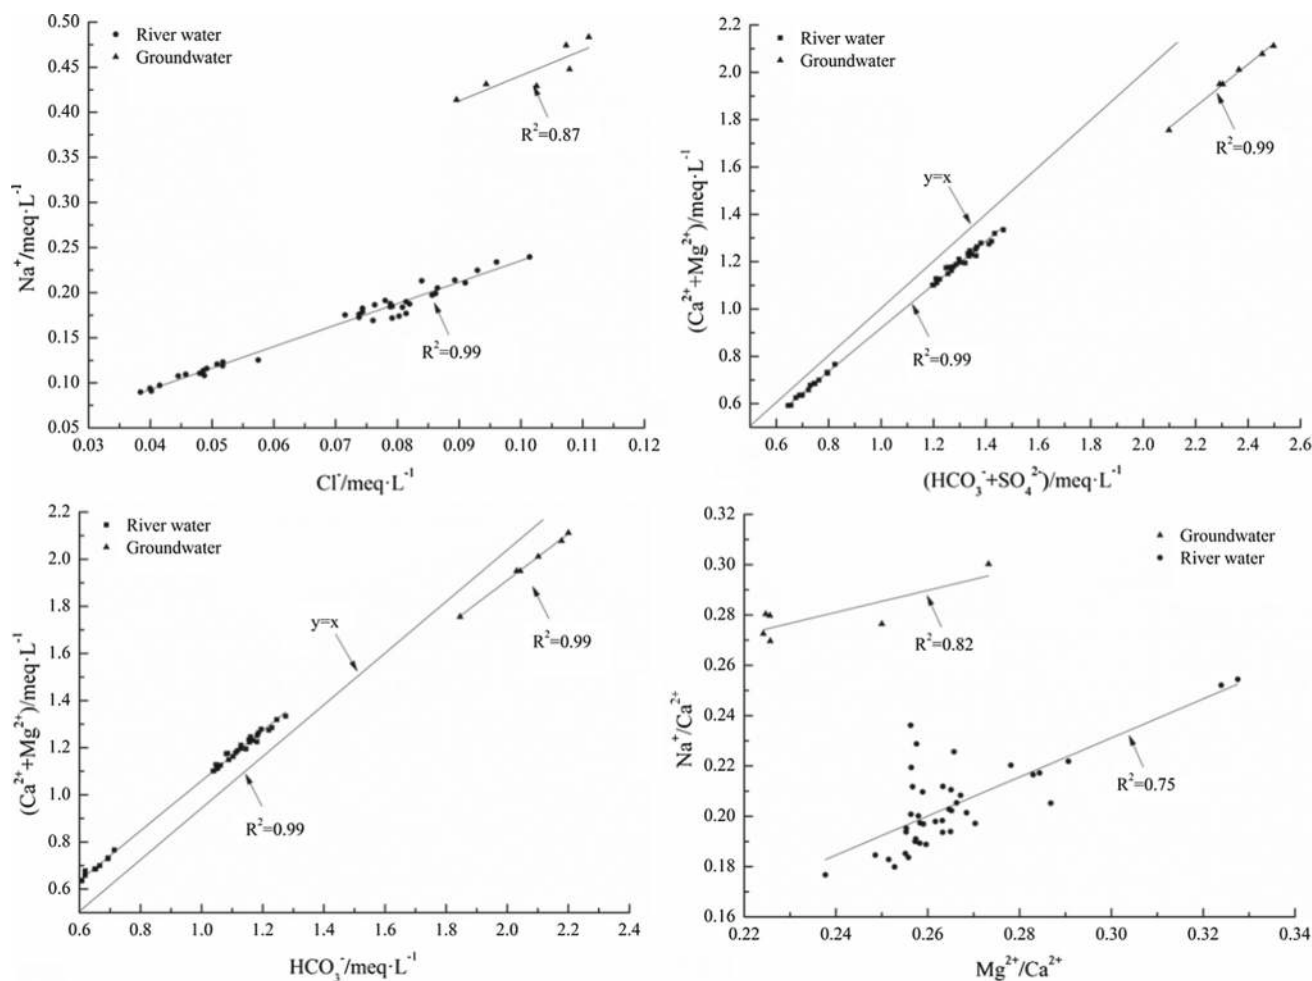 River water
Groundwater
0.50
0.45
0.40
0.35
0.30
0.25
0.20
0.15
0.10
0.05
Na⁺/meq·L⁻¹
R²=0.87
R²=0.99
0.03 0.04 0.05 0.06 0.07 0.08 0.09 0.10 0.11 0.12
Cl⁻/meq·L⁻¹
River water
Groundwater
2.2
2.0
1.8
1.6
1.4
1.2
1.0
0.8
0.6
(Ca²⁺+Mg²⁺)/meq·L⁻¹
y=x
R²=0.99
R²=0.99
0.6 0.8 1.0 1.2 1.4 1.6 1.8 2.0 2.2 2.4 2.6
(HCO₃⁻+SO₄²⁻)/meq·L⁻¹
River water
Groundwater
2.2
2.0
1.8
1.6
1.4
1.2
1.0
0.8
0.6
(Ca²⁺+Mg²⁺)/meq·L⁻¹
y=x
R²=0.99
R²=0.99
0.6 0.8 1.0 1.2 1.4 1.6 1.8 2.0 2.2 2.4
HCO₃⁻/meq·L⁻¹
Groundwater
River water
0.32
0.30
0.28
0.26
0.24
0.22
0.20
0.18
0.16
Na⁺/Ca²⁺
R²=0.82
R²=0.75
0.22 0.24 0.26 0.28 0.30 0.32 0.34
Mg²⁺/Ca²⁺